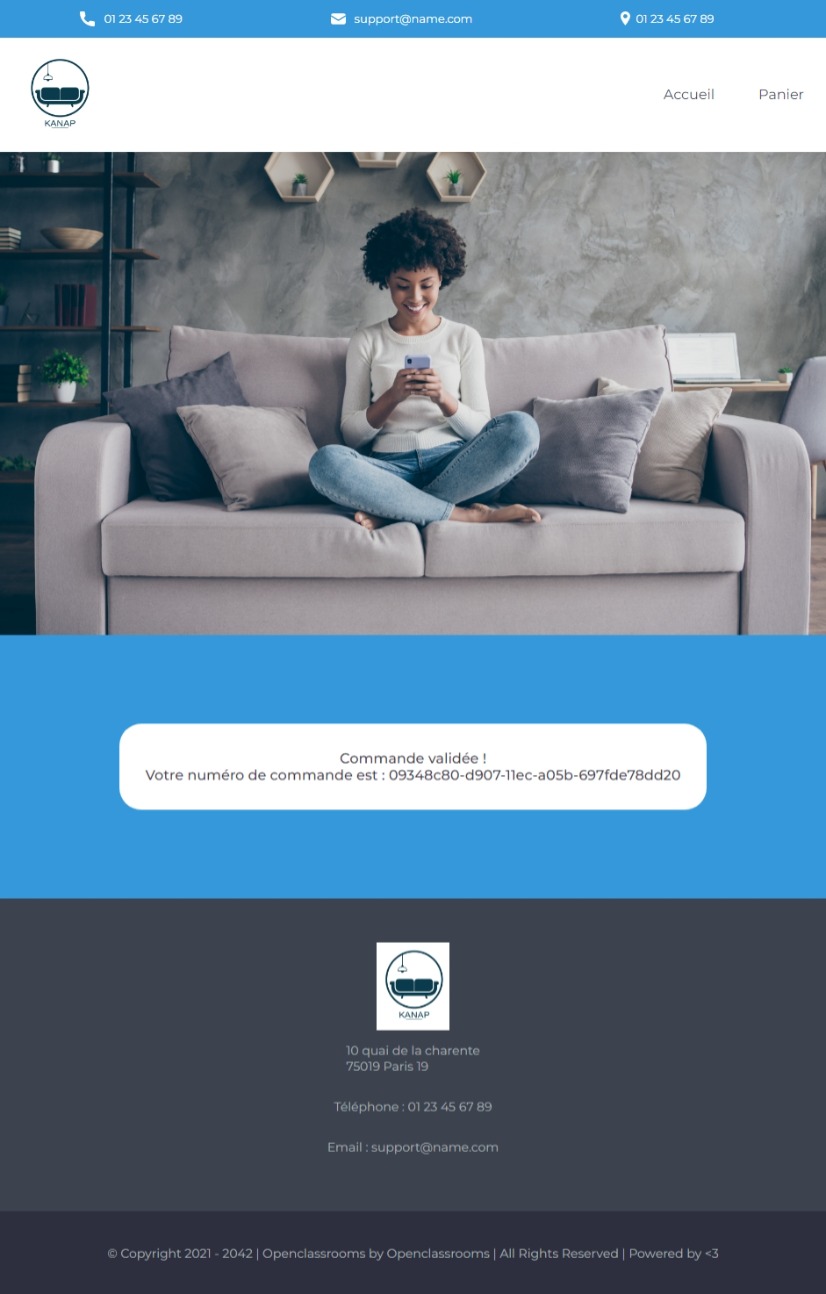 01 23 45 67 89
support@name.com
01 23 45 67 89
KANAP
Accueil
Panier
Commande validée !
Votre numéro de commande est : 09348c80-d907-11ec-a05b-697fde78dd20
KANAP
10 quai de la charente
75019 Paris 19
Téléphone : 01 23 45 67 89
Email : support@name.com
© Copyright 2021 - 2042 | Openclassrooms by Openclassrooms | All Rights Reserved | Powered by <3